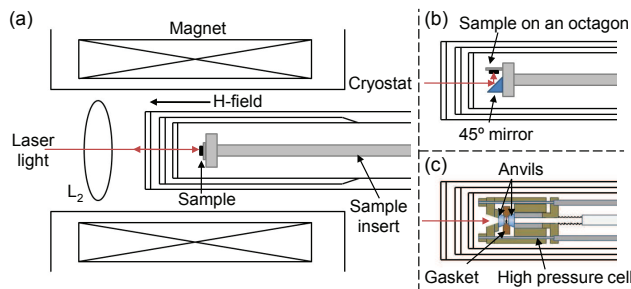 (a)
Magnet
Cryostat
H-field
Laser
light
L2
Sample
Sample
insert
(b)
Sample on an octagon
45º mirror
(c)
Anvils
Gasket
High pressure cell